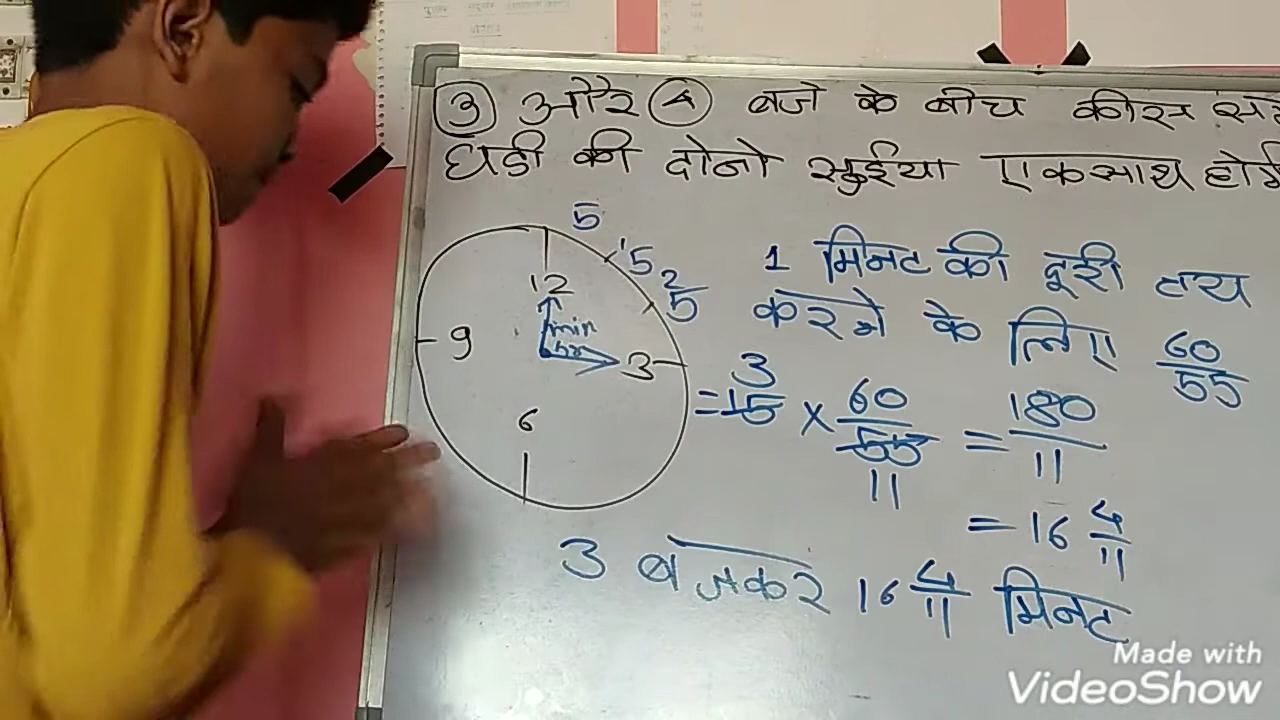 ③ और ④ बजे के बीच कीस
घडी की दोनो सुईया एकसाथ
5
5
5
12
min
hr
9
3
6
1 मिनट की दूरी तय
करने के लिए 60/55
= 15 3 × 60/55 11 = 180/11
= 16 4/11
3 बजकर 16 4/11 मिनट
Made with
VideoShow